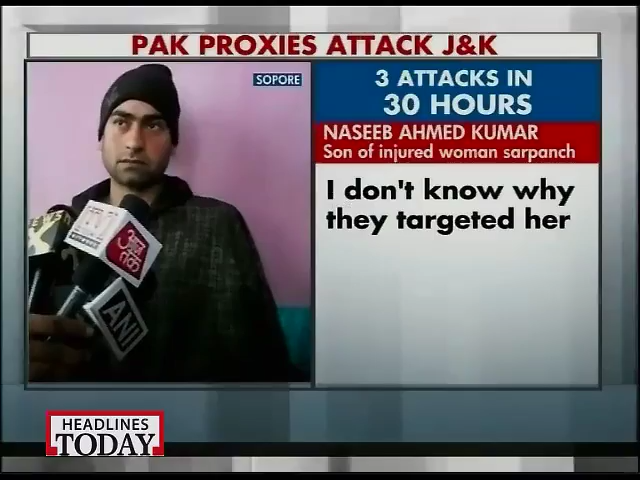 PAK PROXIES ATTACK J&K
SOPORE
3 ATTACKS IN
30 HOURS
NASEEB AHMED KUMAR
Son of injured woman sarpanch
I don't know why
they targeted her
आज
तक
ANI
HEADLINES
TODAY